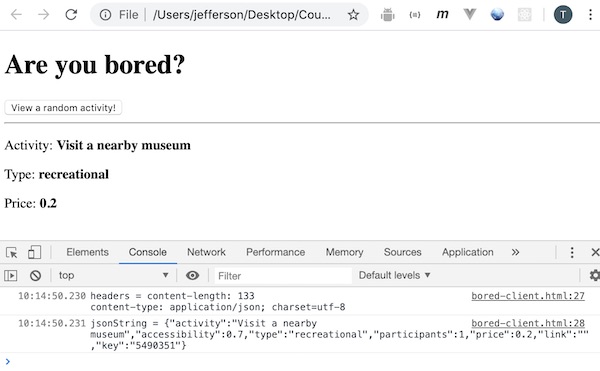 File /Users/jefferson/Desktop/Cou... T
Are you bored?
View a random activity!
Activity: Visit a nearby museum
Type: recreational
Price: 0.2
Elements Console Network Performance Memory Sources Application »
top Filter Default levels
10:14:50.230 headers = content-length: 133 bored-client.html:27
content-type: application/json; charset=utf-8
10:14:50.231 jsonString = {"activity":"Visit a nearby bored-client.html:28
museum","accessibility":0.7,"type":"recreational","participants":1,"price":0.2,"link":""
,"key":"5490351"}